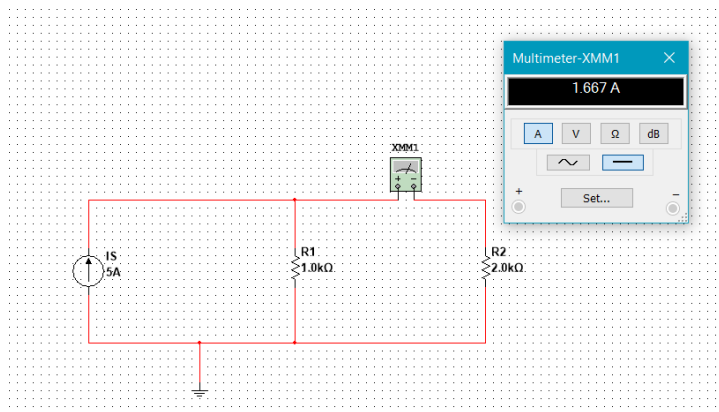 Multimeter-XMM1
1.667 A
A V Ω dB
Set...
+ −
XMM1
+ −
IS
5A
R1
1.0kΩ
R2
2.0kΩ